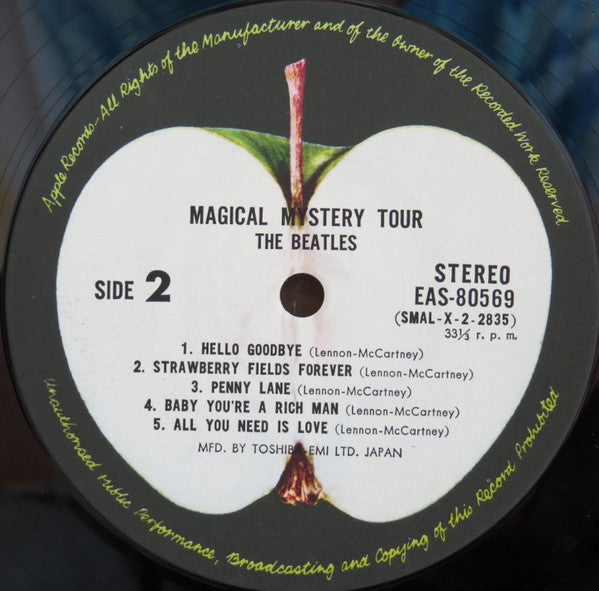 Apple Records-All Rights of the Manufacturer and of the Owner of the Recorded Work Reserved
MAGICAL MYSTERY TOUR
THE BEATLES
SIDE 2
STEREO
EAS-80569
(SMAL-X-2-2835)
33⅓ r. p. m.
1. HELLO GOODBYE (Lennon-McCartney)
2. STRAWBERRY FIELDS FOREVER (Lennon-McCartney)
3. PENNY LANE (Lennon-McCartney)
4. BABY YOU'RE A RICH MAN (Lennon-McCartney)
5. ALL YOU NEED IS LOVE (Lennon-McCartney)
MFD. BY TOSHIBA-EMI LTD. JAPAN
Unauthorised Public Performance, Broadcasting and Copying of this Record Prohibited